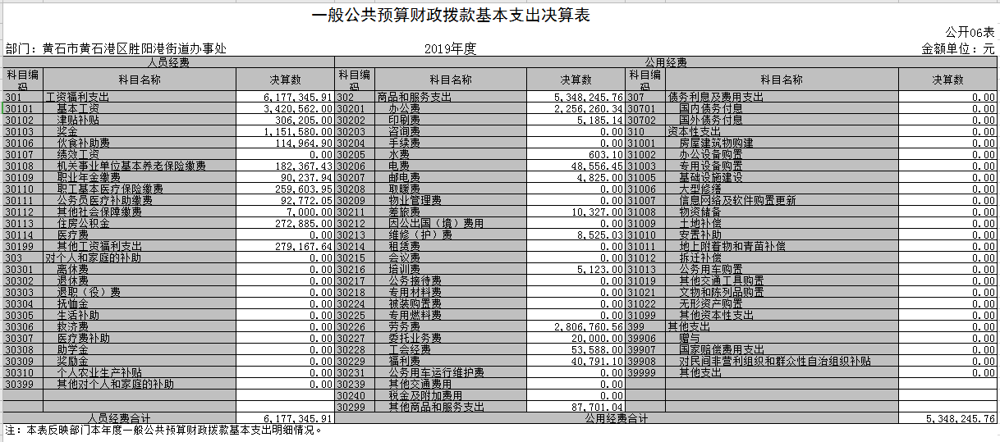 一般公共预算财政拨款基本支出决算表
公开06表
部门：黄石市黄石港区胜阳港街道办事处 2019年度 金额单位：元
人员经费 公用经费
科目编码 科目名称 决算数 科目编码 科目名称 决算数 科目编码 科目名称 决算数
301 工资福利支出 6,177,345.91 302 商品和服务支出 5,348,245.76 307 债务利息及费用支出 0.00
30101 基本工资 3,420,562.00 30201 办公费 2,256,260.34 30701 国内债务付息 0.00
30102 津贴补贴 306,205.00 30202 印刷费 5,185.14 30702 国外债务付息 0.00
30103 奖金 1,151,580.00 30203 咨询费 0.00 310 资本性支出 0.00
30106 伙食补助费 114,964.90 30204 手续费 0.00 31001 房屋建筑物购建 0.00
30107 绩效工资 0.00 30205 水费 603.10 31002 办公设备购置 0.00
30108 机关事业单位基本养老保险缴费 182,367.43 30206 电费 48,556.45 31003 专用设备购置 0.00
30109 职业年金缴费 90,237.94 30207 邮电费 4,825.00 31005 基础设施建设 0.00
30110 职工基本医疗保险缴费 259,603.95 30208 取暖费 0.00 31006 大型修缮 0.00
30111 公务员医疗补助缴费 92,772.05 30209 物业管理费 0.00 31007 信息网络及软件购置更新 0.00
30112 其他社会保障缴费 7,000.00 30211 差旅费 10,327.00 31008 物资储备 0.00
30113 住房公积金 272,885.00 30212 因公出国（境）费用 0.00 31009 土地补偿 0.00
30114 医疗费 0.00 30213 维修（护）费 8,525.03 31010 安置补助 0.00
30199 其他工资福利支出 279,167.64 30214 租赁费 0.00 31011 地上附着物和青苗补偿 0.00
303 对个人和家庭的补助 0.00 30215 会议费 0.00 31012 拆迁补偿 0.00
30301 离休费 0.00 30216 培训费 5,123.00 31013 公务用车购置 0.00
30302 退休费 0.00 30217 公务接待费 0.00 31019 其他交通工具购置 0.00
30303 退职（役）费 0.00 30218 专用材料费 0.00 31021 文物和陈列品购置 0.00
30304 抚恤金 0.00 30224 被装购置费 0.00 31022 无形资产购置 0.00
30305 生活补助 0.00 30225 专用燃料费 0.00 31099 其他资本性支出 0.00
30306 救济费 0.00 30226 劳务费 2,806,760.56 399 其他支出 0.00
30307 医疗费补助 0.00 30227 委托业务费 20,000.00 39906 赠与 0.00
30308 助学金 0.00 30228 工会经费 53,588.00 39907 国家赔偿费用支出 0.00
30309 奖励金 0.00 30229 福利费 40,791.10 39908 对民间非营利组织和群众性自治组织补贴 0.00
30310 个人农业生产补贴 0.00 30231 公务用车运行维护费 0.00 39999 其他支出 0.00
30399 其他对个人和家庭的补助 0.00 30239 其他交通费用 0.00
30240 税金及附加费用 0.00
30299 其他商品和服务支出 87,701.04
人员经费合计 6,177,345.91 公用经费合计 5,348,245.76
注：本表反映部门本年度一般公共预算财政拨款基本支出明细情况。